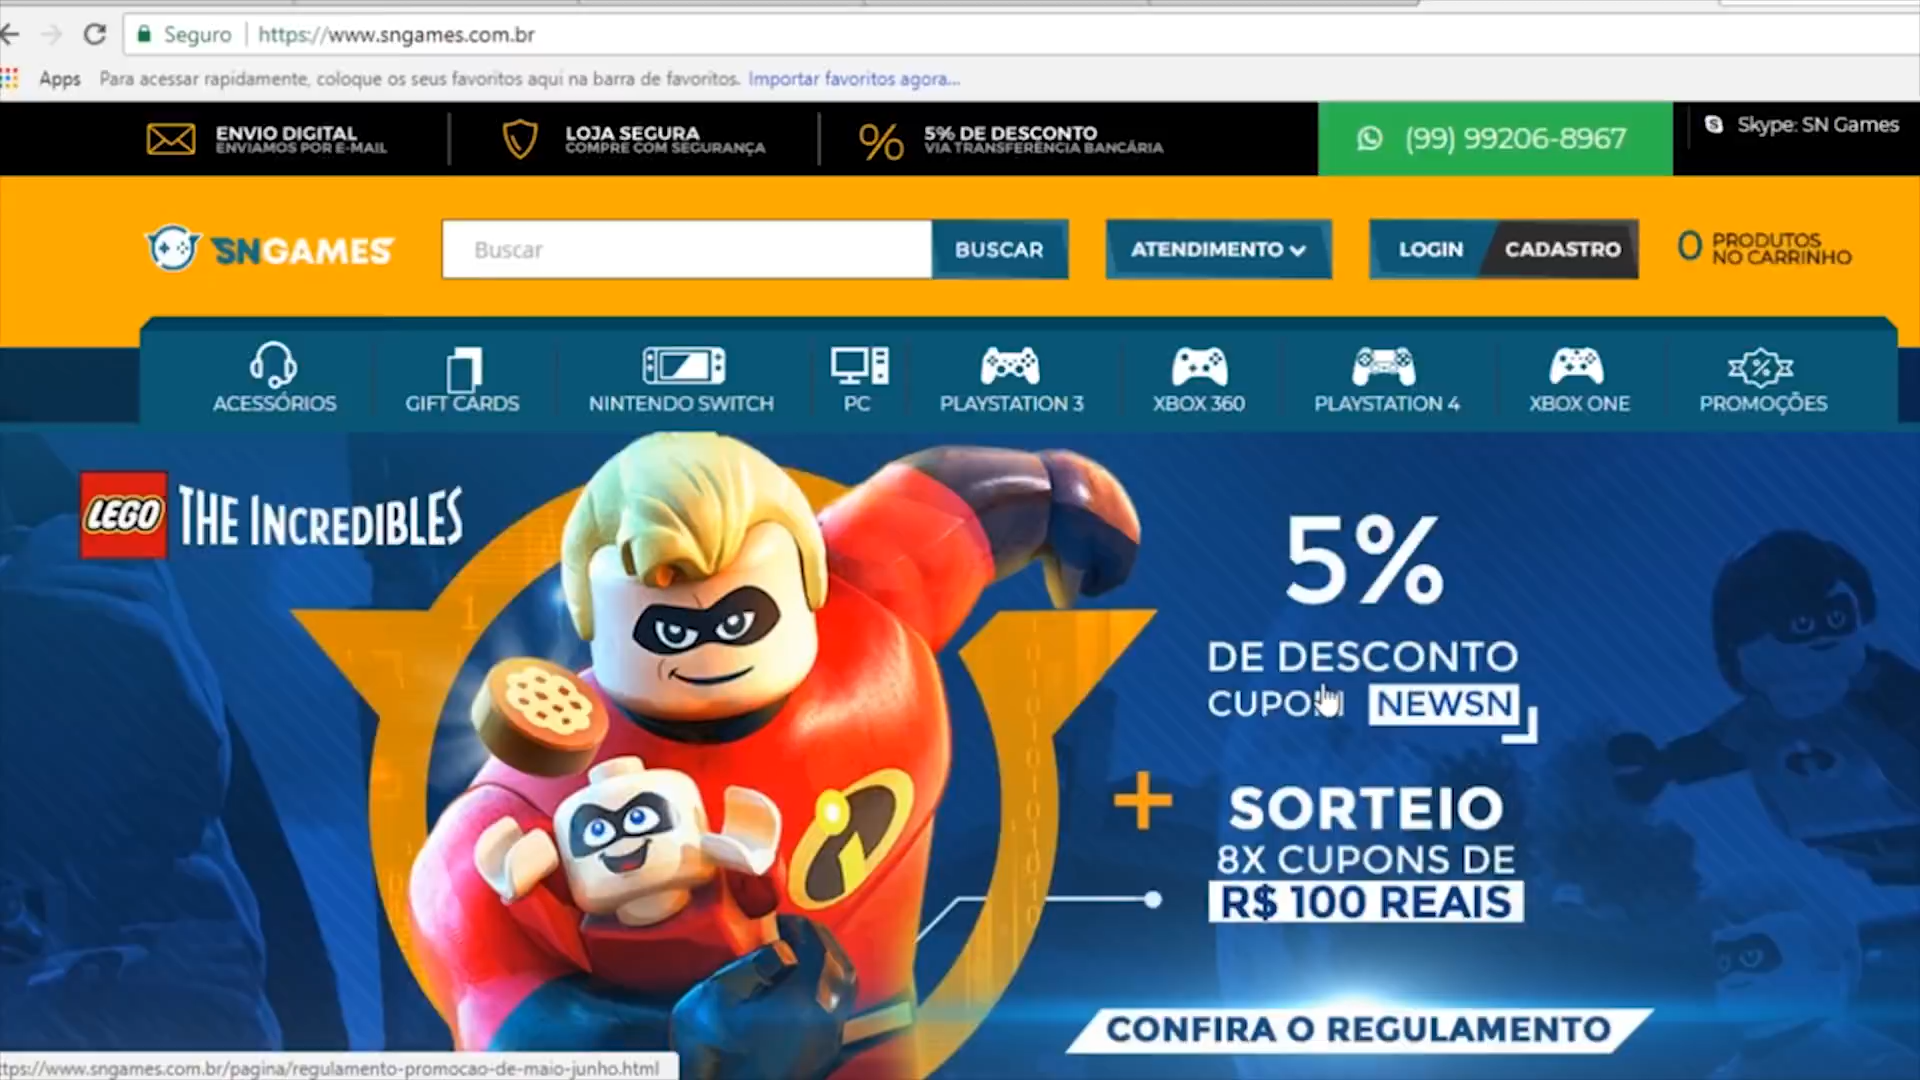 Seguro https://www.sngames.com.br
Apps Para acessar rapidamente, coloque os seus favoritos aqui na barra de favoritos. Importar favoritos agora...
ENVIO DIGITAL
ENVIAMOS POR E-MAIL
LOJA SEGURA
COMPRE COM SEGURANÇA
5% DE DESCONTO
VIA TRANSFERÊNCIA BANCÁRIA
(99) 99206-8967
Skype: SN Games
SNGAMES
Buscar
BUSCAR
ATENDIMENTO
LOGIN
CADASTRO
0 PRODUTOS
NO CARRINHO
ACESSÓRIOS
GIFT CARDS
NINTENDO SWITCH
PC
PLAYSTATION 3
XBOX 360
PLAYSTATION 4
XBOX ONE
PROMOÇÕES
LEGO THE INCREDIBLES
5%
DE DESCONTO
CUPOM NEWSN
+ SORTEIO
8X CUPONS DE
R$ 100 REAIS
CONFIRA O REGULAMENTO
ttps://www.sngames.com.br/pagina/regulamento-promocao-de-maio-junho.html